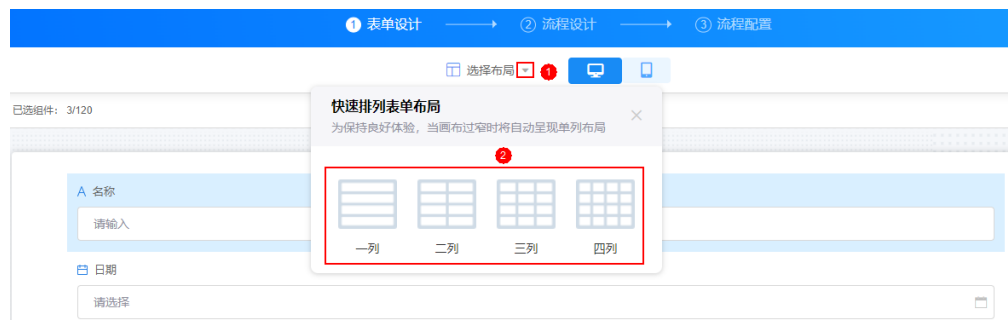 1 表单设计 → 2 流程设计 → 3 流程配置
选择布局 1
已选组件： 3/120
快速排列表单布局
为保持良好体验，当画布过窄时将自动呈现单列布局
2
一列 二列 三列 四列
A 名称
请输入
日期
请选择